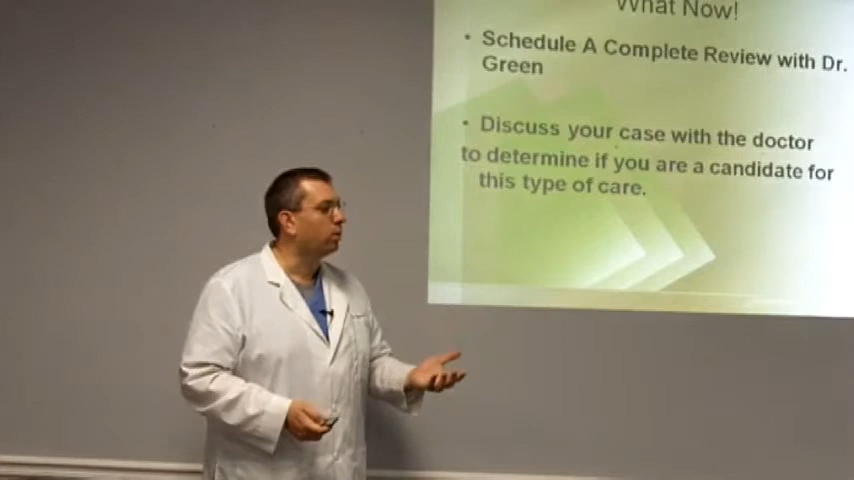 What Now!
• Schedule A Complete Review with Dr.
Green
• Discuss your case with the doctor
to determine if you are a candidate for
this type of care.